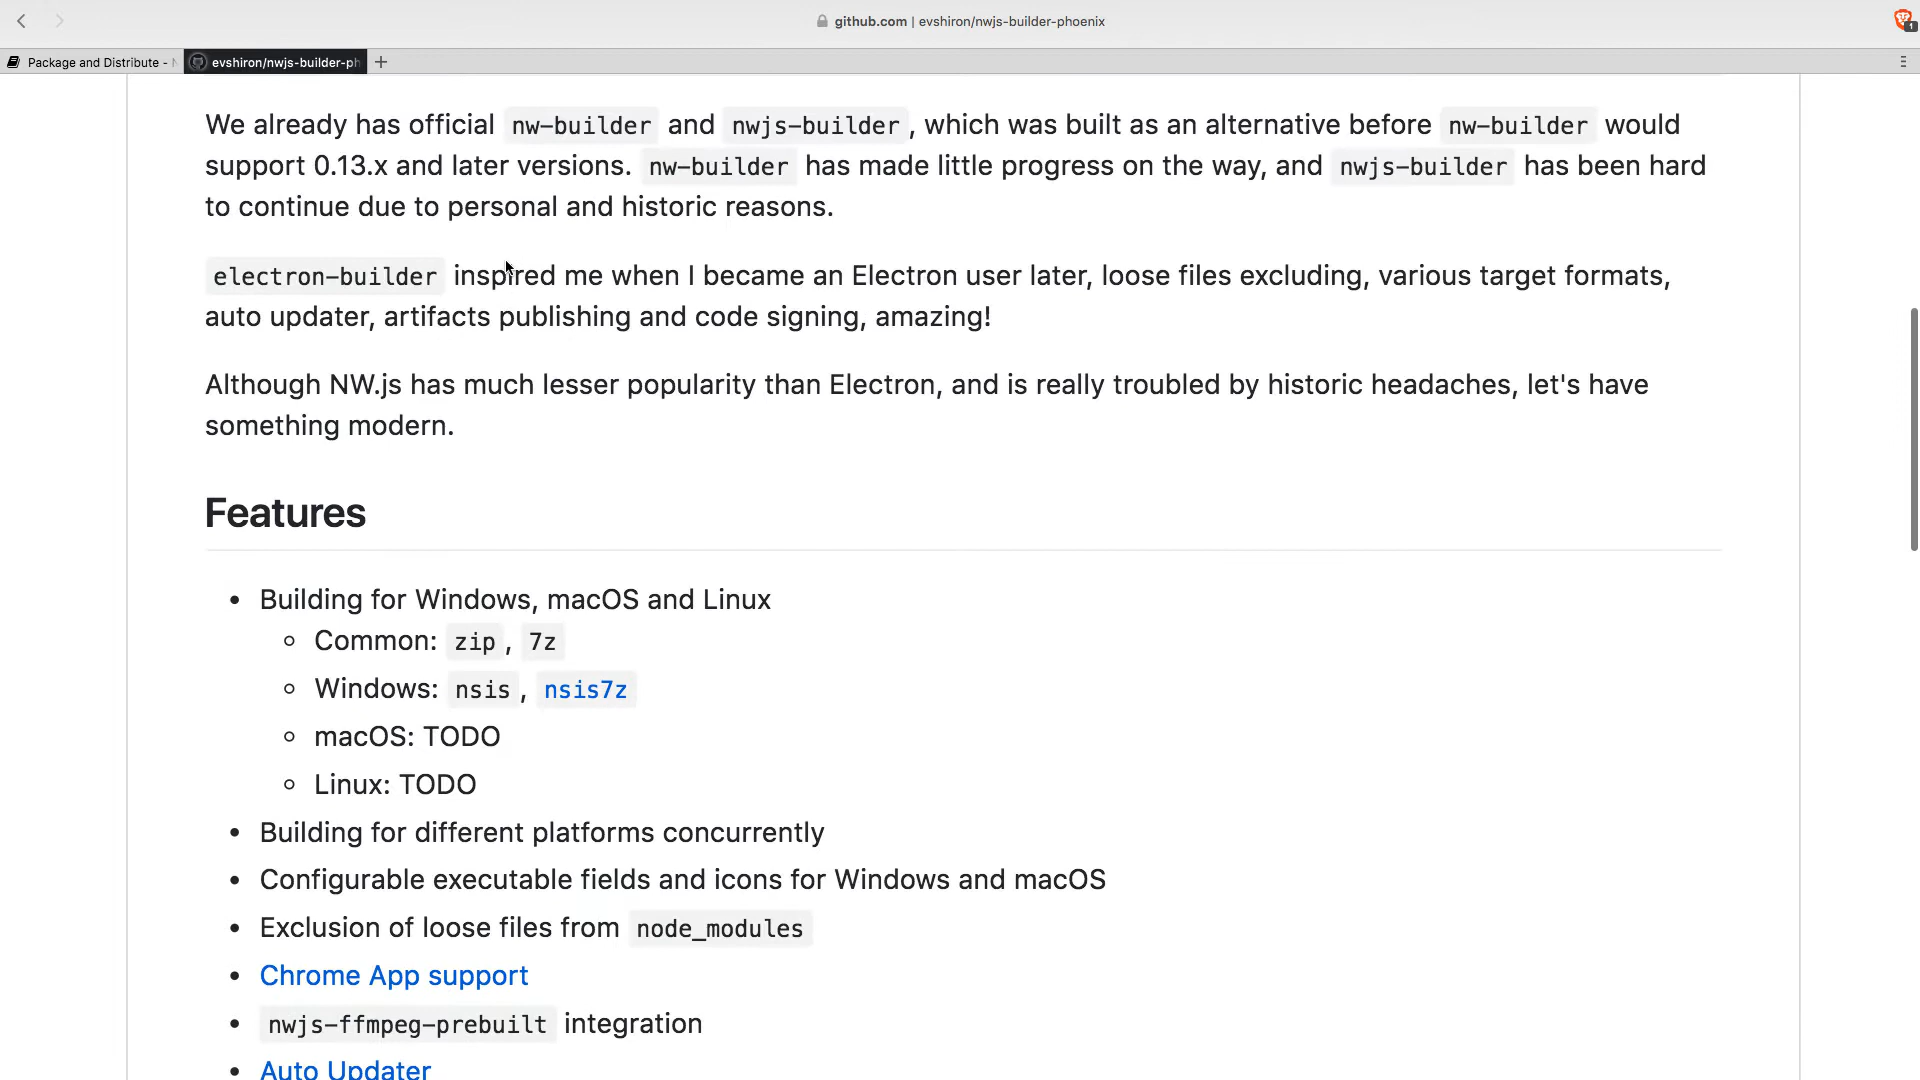 github.com | evshiron/nwjs-builder-phoenix
1
Package and Distribute - N
evshiron/nwjs-builder-ph
We already has official nw-builder and nwjs-builder, which was built as an alternative before nw-builder would
support 0.13.x and later versions. nw-builder has made little progress on the way, and nwjs-builder has been hard
to continue due to personal and historic reasons.
electron-builder inspired me when I became an Electron user later, loose files excluding, various target formats,
auto updater, artifacts publishing and code signing, amazing!
Although NW.js has much lesser popularity than Electron, and is really troubled by historic headaches, let's have
something modern.
Features
• Building for Windows, macOS and Linux
◦ Common: zip, 7z
◦ Windows: nsis, nsis7z
◦ macOS: TODO
◦ Linux: TODO
• Building for different platforms concurrently
• Configurable executable fields and icons for Windows and macOS
• Exclusion of loose files from node_modules
• Chrome App support
• nwjs-ffmpeg-prebuilt integration
• Auto Updater